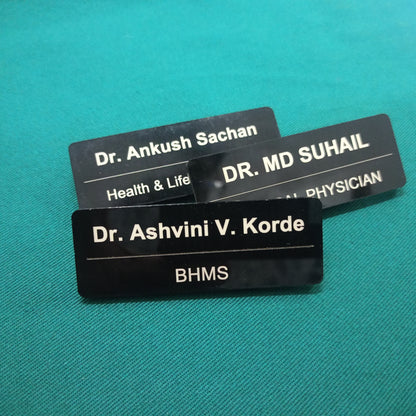 Dr. Ankush Sachan
Health & Life
DR. MD SUHAIL
PHYSICIAN
Dr. Ashvini V. Korde
BHMS